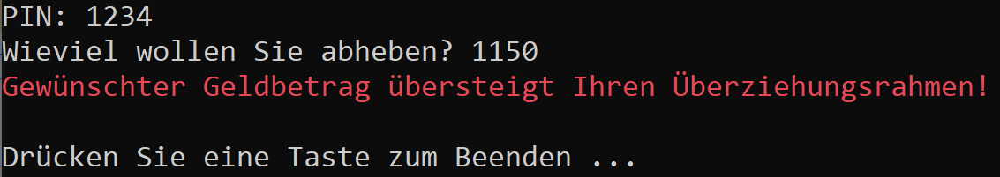 PIN: 1234
Wieviel wollen Sie abheben? 1150
Gewünschter Geldbetrag übersteigt Ihren Überziehungsrahmen!
Drücken Sie eine Taste zum Beenden ...